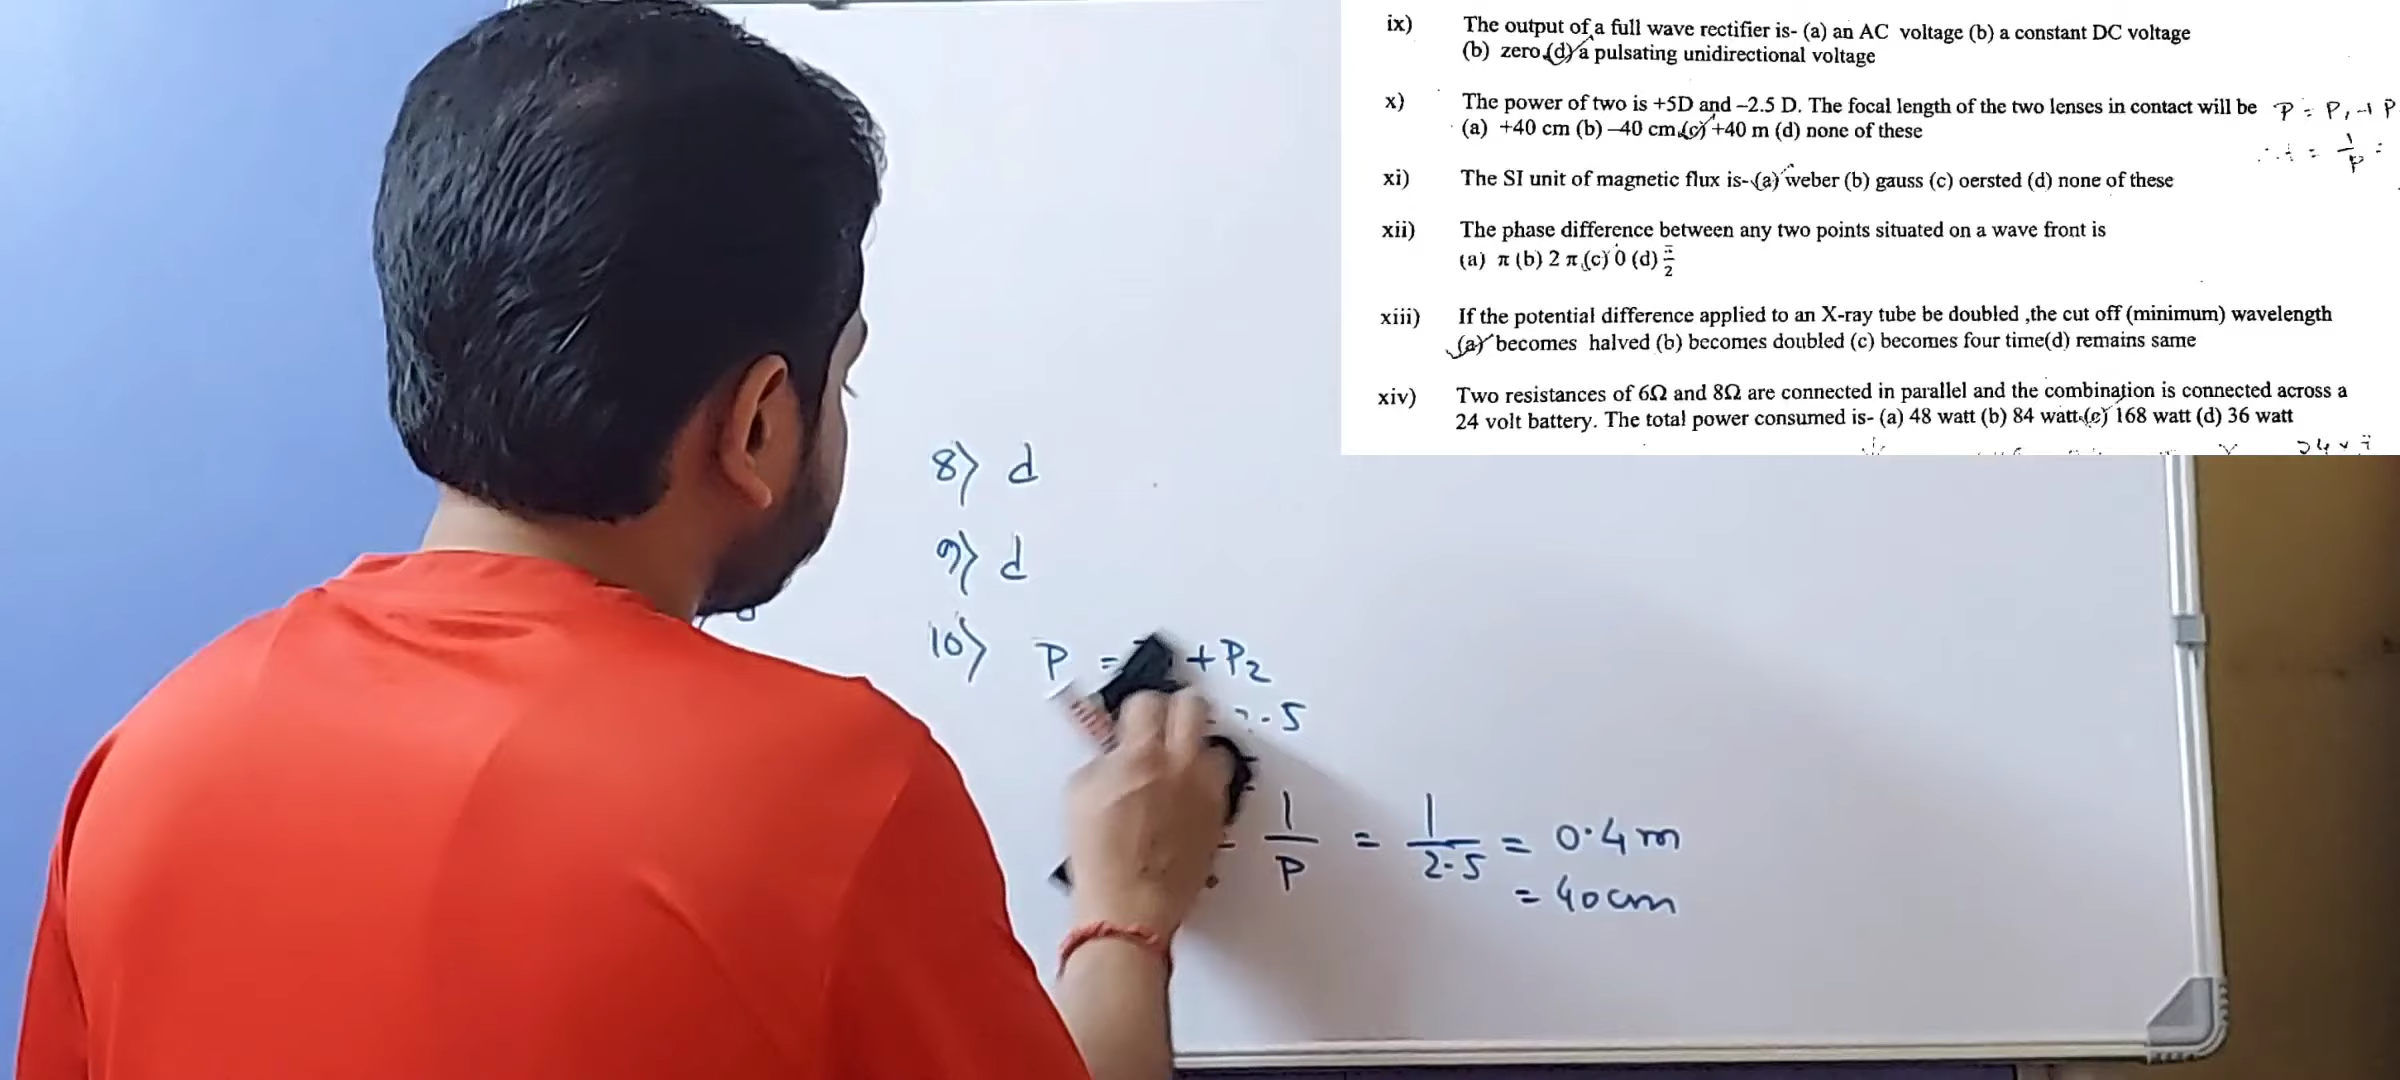 ix) The output of a full wave rectifier is- (a) an AC voltage (b) a constant DC voltage
(b) zero (d) a pulsating unidirectional voltage
x) The power of two is +5D and –2.5 D. The focal length of the two lenses in contact will be P = P₁ + P
(a) +40 cm (b) –40 cm (c) +40 m (d) none of these
= 1/P =
xi) The SI unit of magnetic flux is- (a) weber (b) gauss (c) oersted (d) none of these
xii) The phase difference between any two points situated on a wave front is
(a) π (b) 2 π (c) 0 (d) π/2
xiii) If the potential difference applied to an X-ray tube be doubled ,the cut off (minimum) wavelength
(a) becomes halved (b) becomes doubled (c) becomes four time(d) remains same
xiv) Two resistances of 6Ω and 8Ω are connected in parallel and the combination is connected across a
24 volt battery. The total power consumed is- (a) 48 watt (b) 84 watt (c) 168 watt (d) 36 watt
8) d
9) d
10) P = + P₂
2.5
= 1/P = 1/2.5 = 0.4 m
= 40 cm